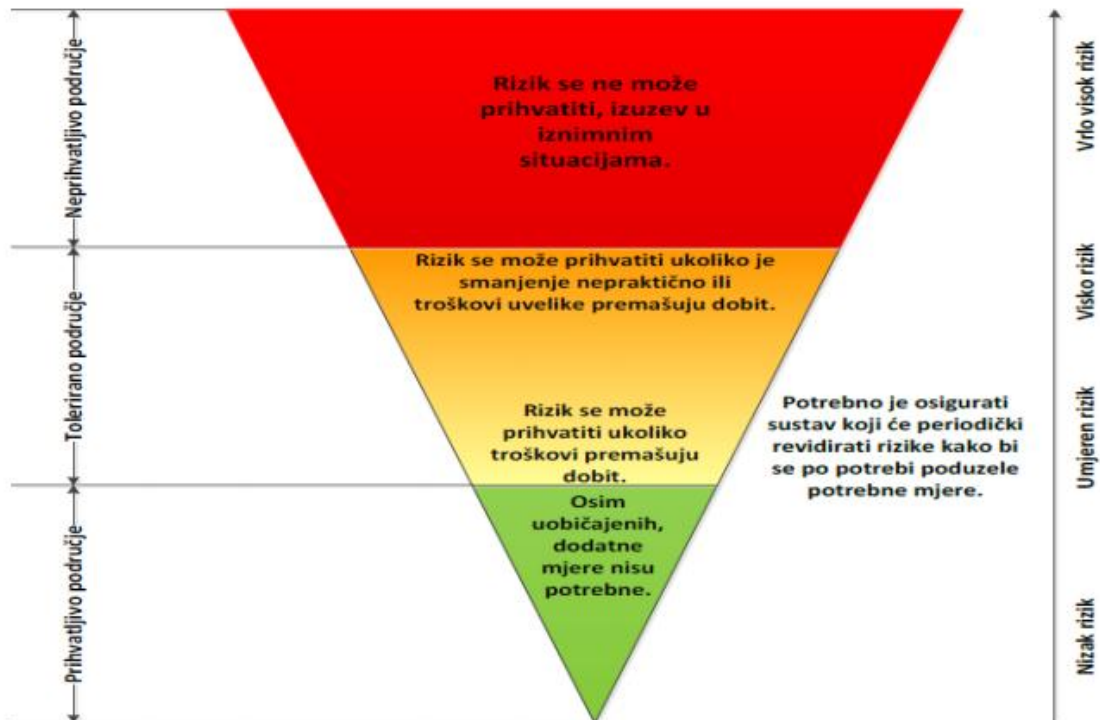 Neprihvatljivo područje
Tolerirano područje
Prihvatljivo područje
Rizik se ne može
prihvatiti, izuzev u
iznimnim
situacijama.
Rizik se može prihvatiti ukoliko je
smanjenje nepraktično ili
troškovi uvelike premašuju dobit.
Rizik se može
prihvatiti ukoliko
troškovi premašuju
dobit.
Osim
uobičajenih,
dodatne
mjere nisu
potrebne.
Potrebno je osigurati
sustav koji će periodički
revidirati rizike kako bi
se po potrebi poduzele
potrebne mjere.
Vrlo visok rizik
Visko rizik
Umjeren rizik
Nizak rizik